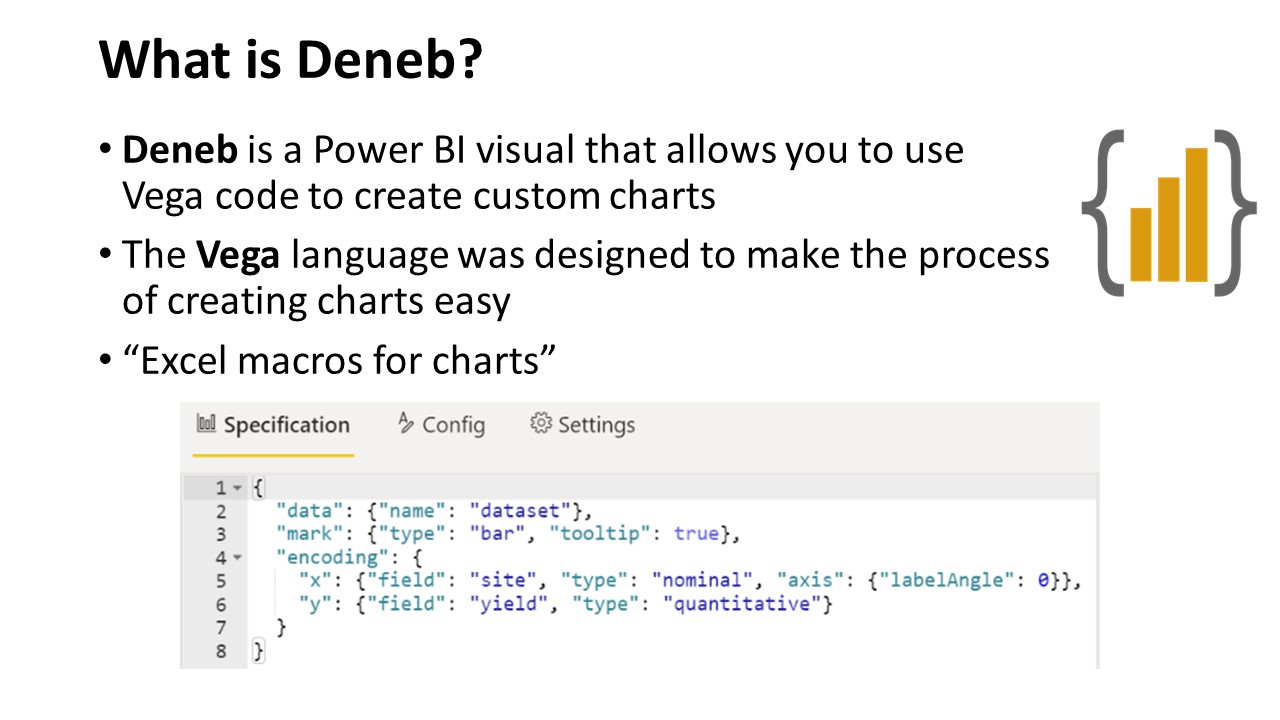 What is Deneb?
• Deneb is a Power BI visual that allows you to use
Vega code to create custom charts
• The Vega language was designed to make the process
of creating charts easy
• “Excel macros for charts”
Specification Config Settings
1 {
2 "data": {"name": "dataset"},
3 "mark": {"type": "bar", "tooltip": true},
4 "encoding": {
5 "x": {"field": "site", "type": "nominal", "axis": {"labelAngle": 0}},
6 "y": {"field": "yield", "type": "quantitative"}
7 }
8 }